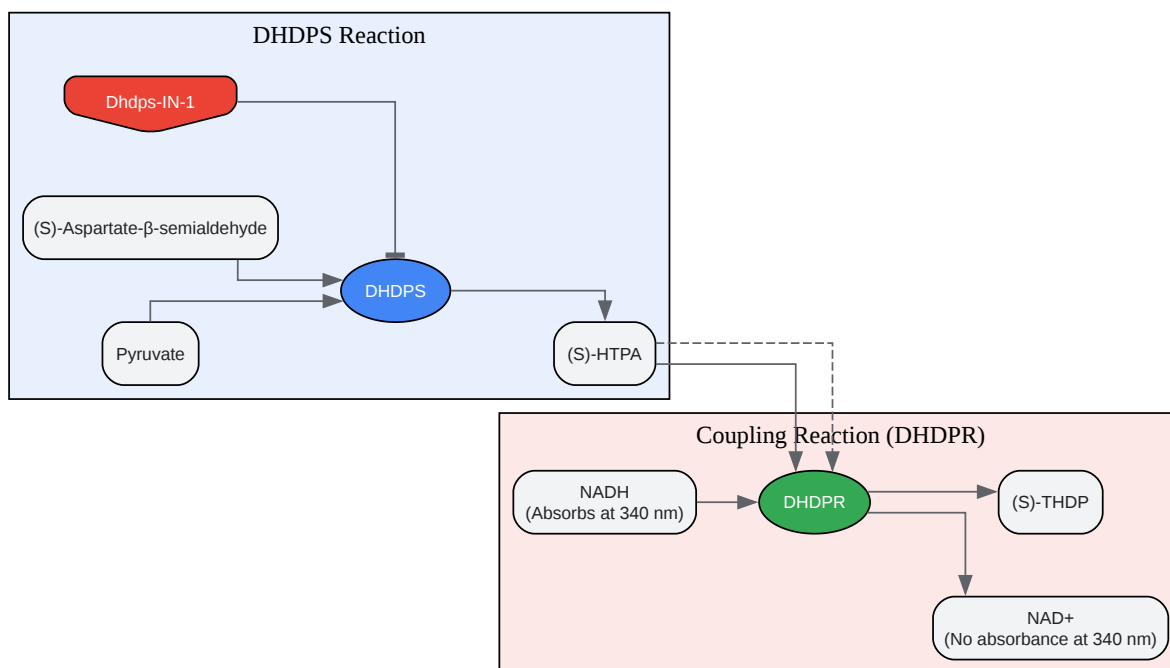 DHDPS Reaction
Dhdps-IN-1
(S)-Aspartate-β-semialdehyde
DHDPS
Pyruvate
(S)-HTPA
Coupling Reaction (DHDPR)
NADH
(Absorbs at 340 nm)
DHDPR
(S)-THDP
NAD+
(No absorbance at 340 nm)